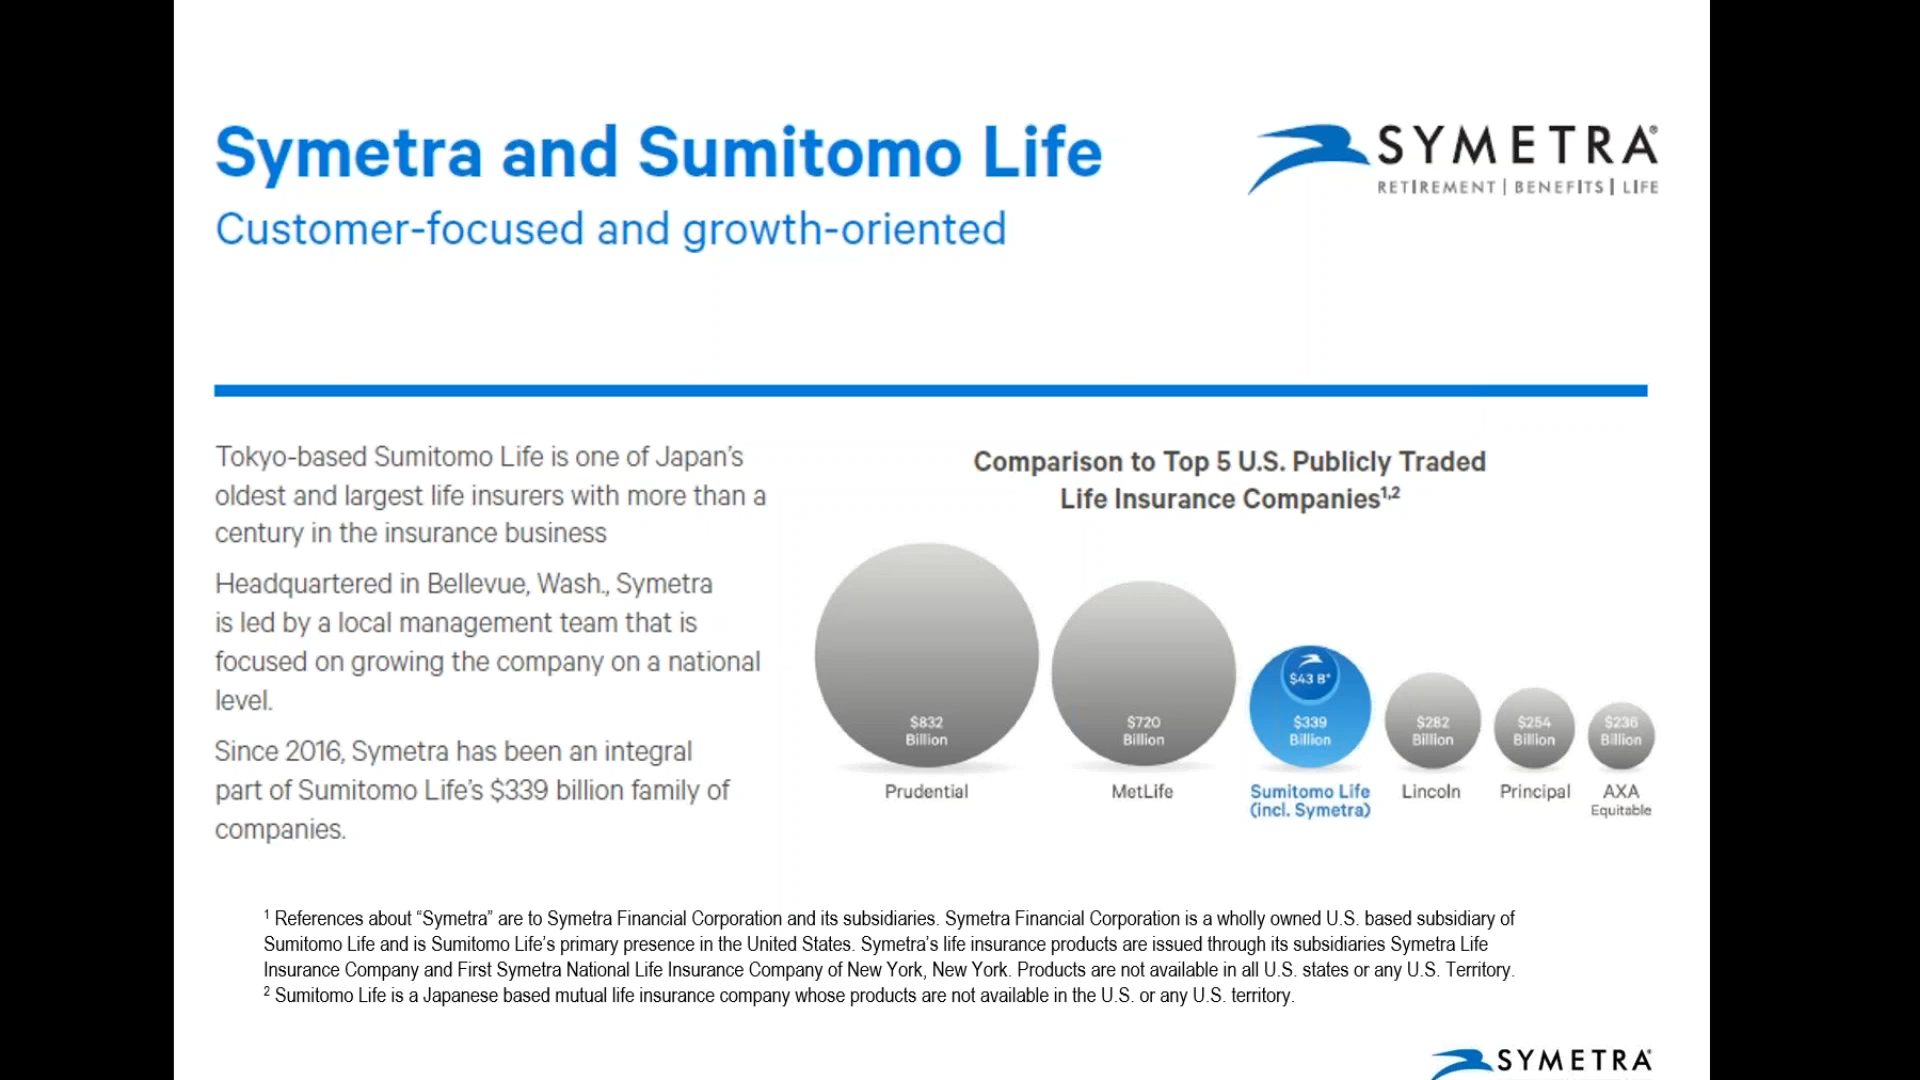 Symetra and Sumitomo Life
Customer-focused and growth-oriented
SYMETRA®
RETIREMENT | BENEFITS | LIFE
Tokyo-based Sumitomo Life is one of Japan’s
oldest and largest life insurers with more than a
century in the insurance business
Headquartered in Bellevue, Wash., Symetra
is led by a local management team that is
focused on growing the company on a national
level.
Since 2016, Symetra has been an integral
part of Sumitomo Life’s $339 billion family of
companies.
Comparison to Top 5 U.S. Publicly Traded
Life Insurance Companies1,2
$832
Billion
Prudential
$720
Billion
MetLife
$43 B*
$339
Billion
Sumitomo Life
(incl. Symetra)
$282
Billion
Lincoln
$254
Billion
Principal
$236
Billion
AXA
Equitable
1 References about “Symetra” are to Symetra Financial Corporation and its subsidiaries. Symetra Financial Corporation is a wholly owned U.S. based subsidiary of
Sumitomo Life and is Sumitomo Life’s primary presence in the United States. Symetra’s life insurance products are issued through its subsidiaries Symetra Life
Insurance Company and First Symetra National Life Insurance Company of New York, New York. Products are not available in all U.S. states or any U.S. Territory.
2 Sumitomo Life is a Japanese based mutual life insurance company whose products are not available in the U.S. or any U.S. territory.
SYMETRA®